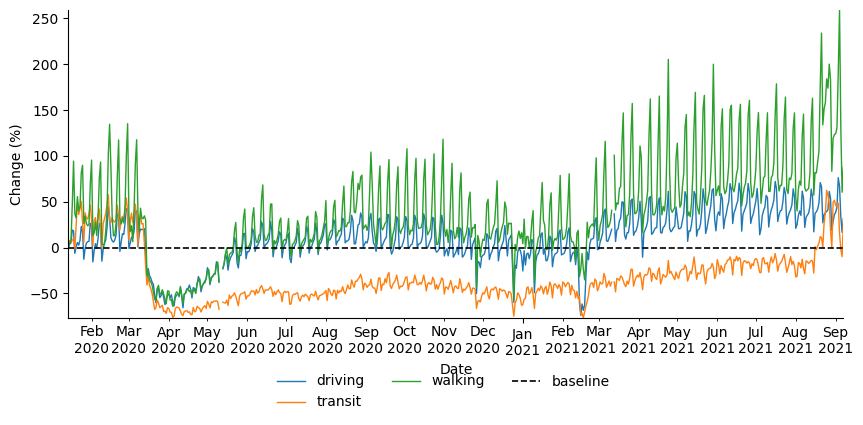 Change (%)
250
200
150
100
50
0
−50
Feb Mar Apr May Jun Jul Aug Sep Oct Nov Dec Jan Feb Mar Apr May Jun Jul Aug Sep
2020 2020 2020 2020 2020 2020 2020 2020 2020 2020 2020 2021 2021 2021 2021 2021 2021 2021 2021 2021
Date
driving walking baseline
transit